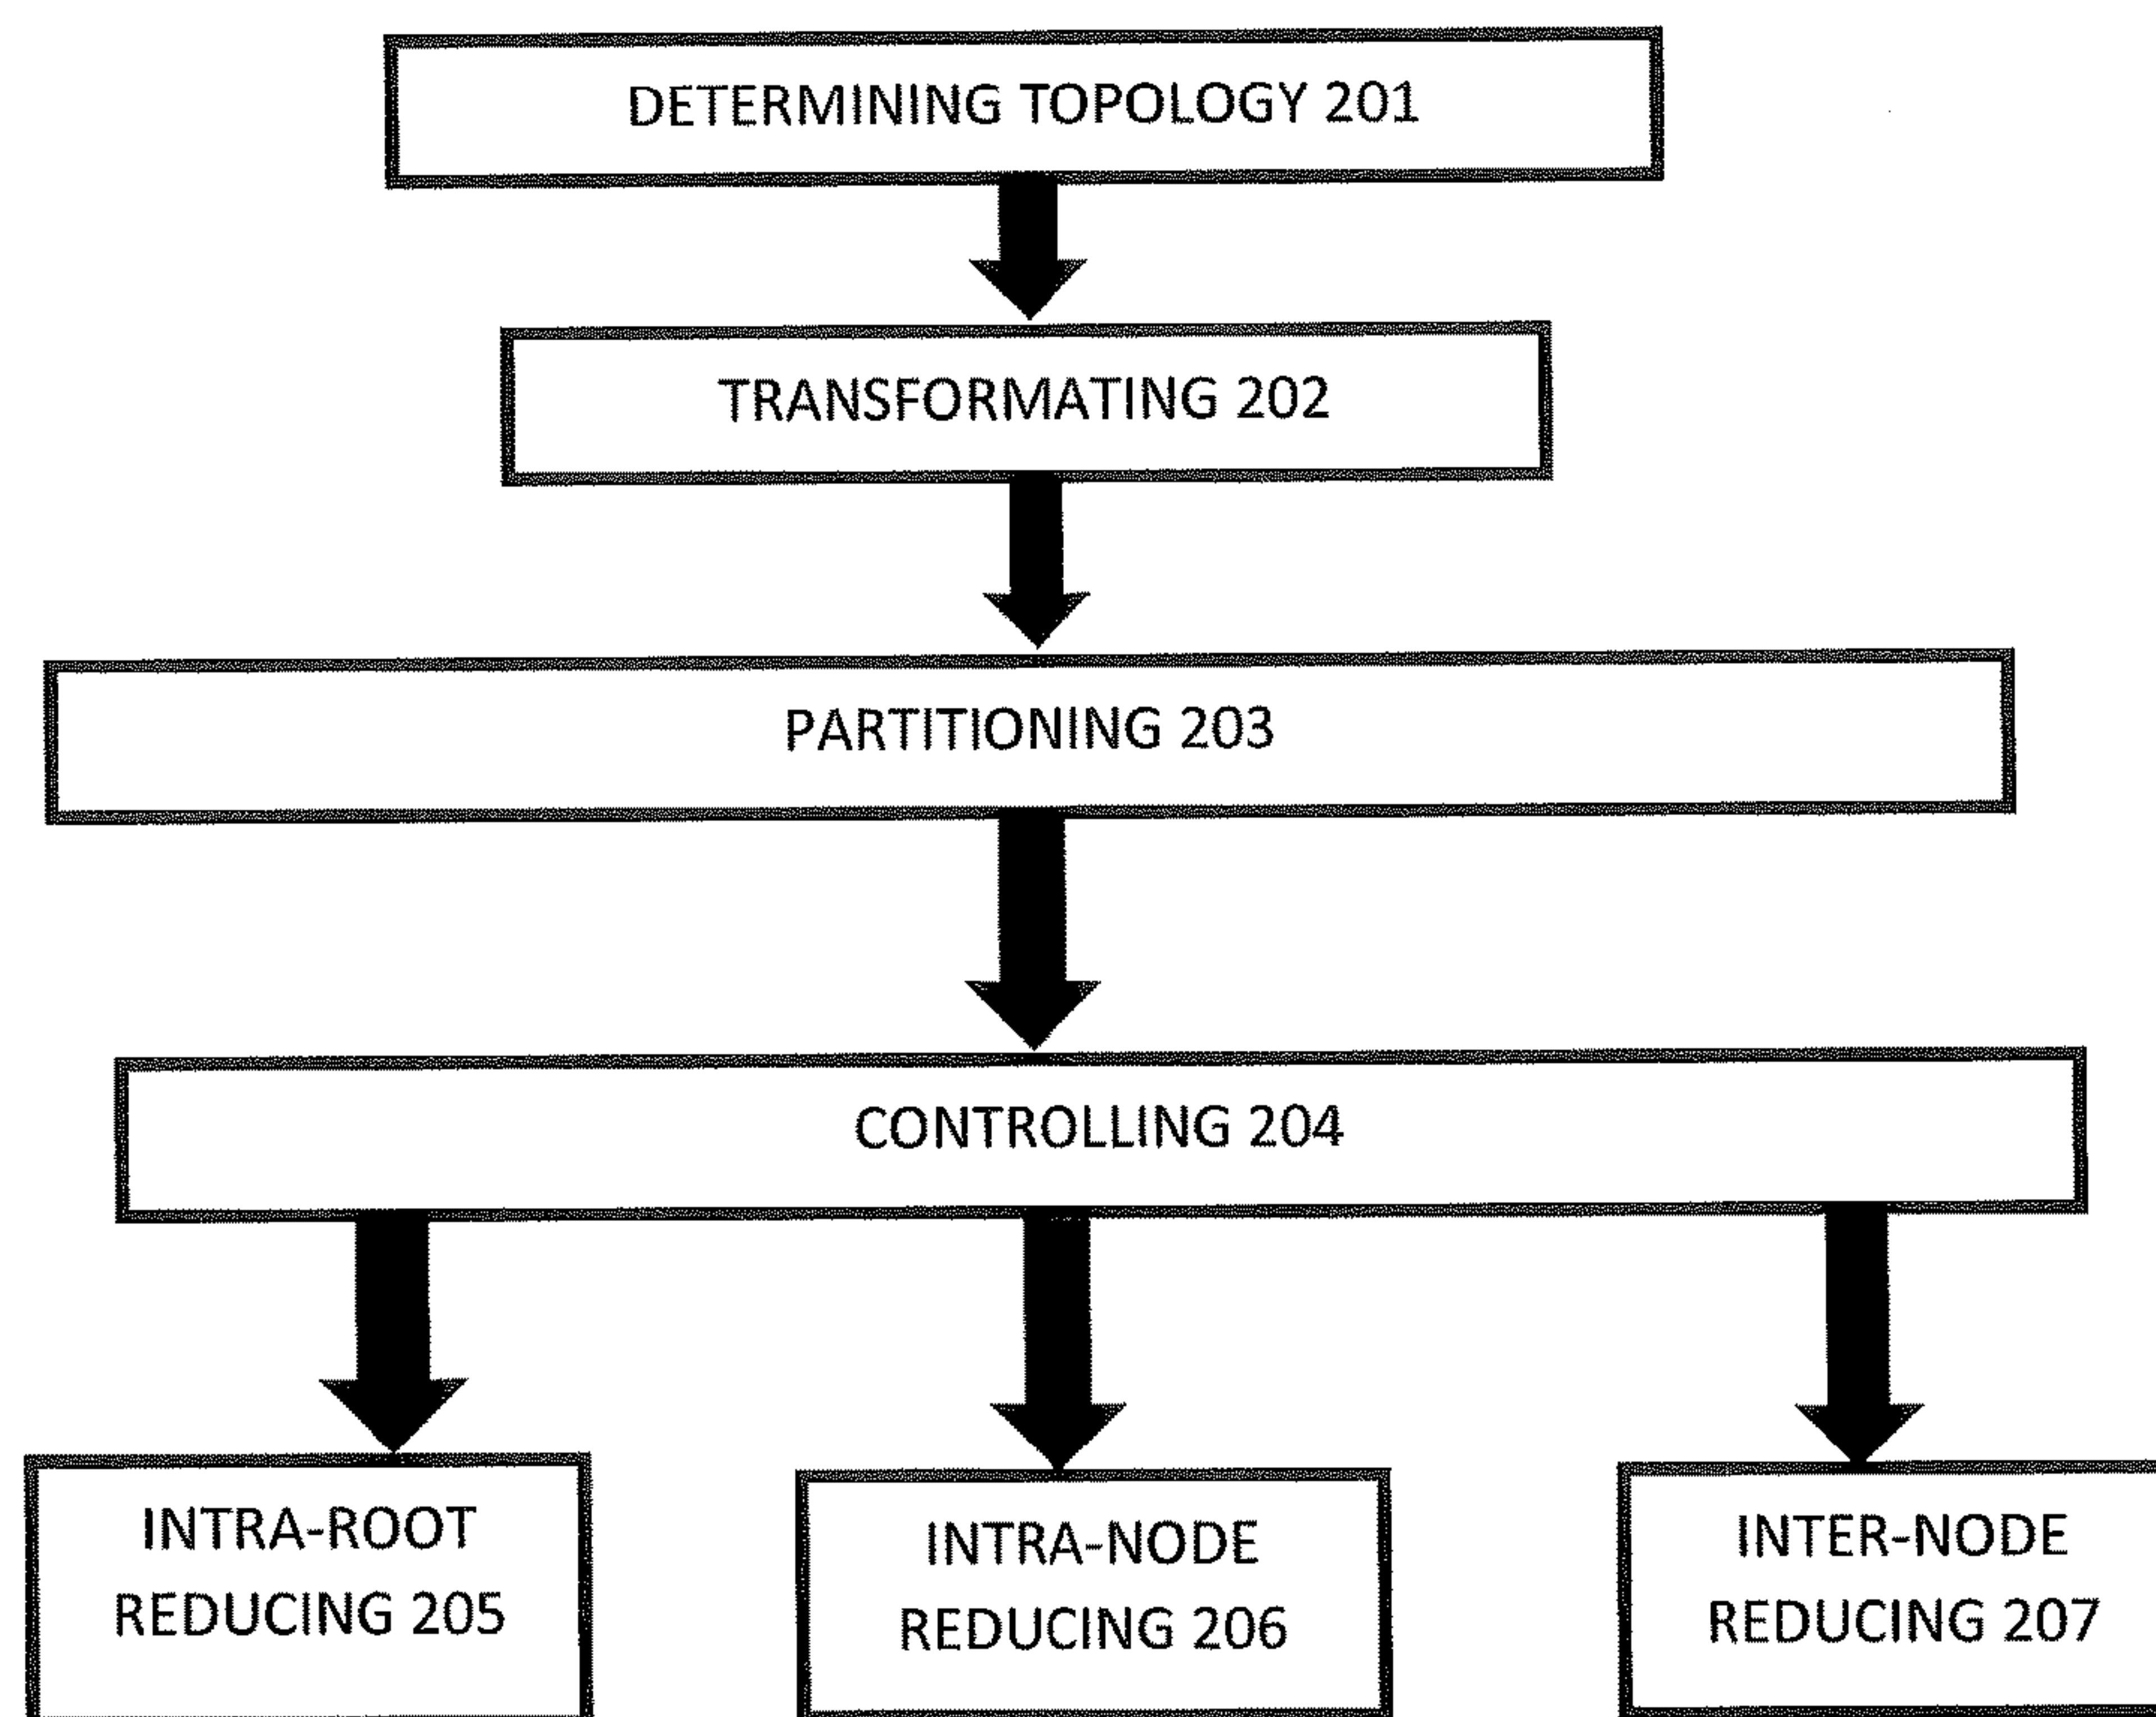 DETERMINING TOPOLOGY 201
TRANSFORMATING 202
PARTITIONING 203
CONTROLLING 204
INTRA-ROOT
REDUCING 205
INTRA-NODE
REDUCING 206
INTER-NODE
REDUCING 207